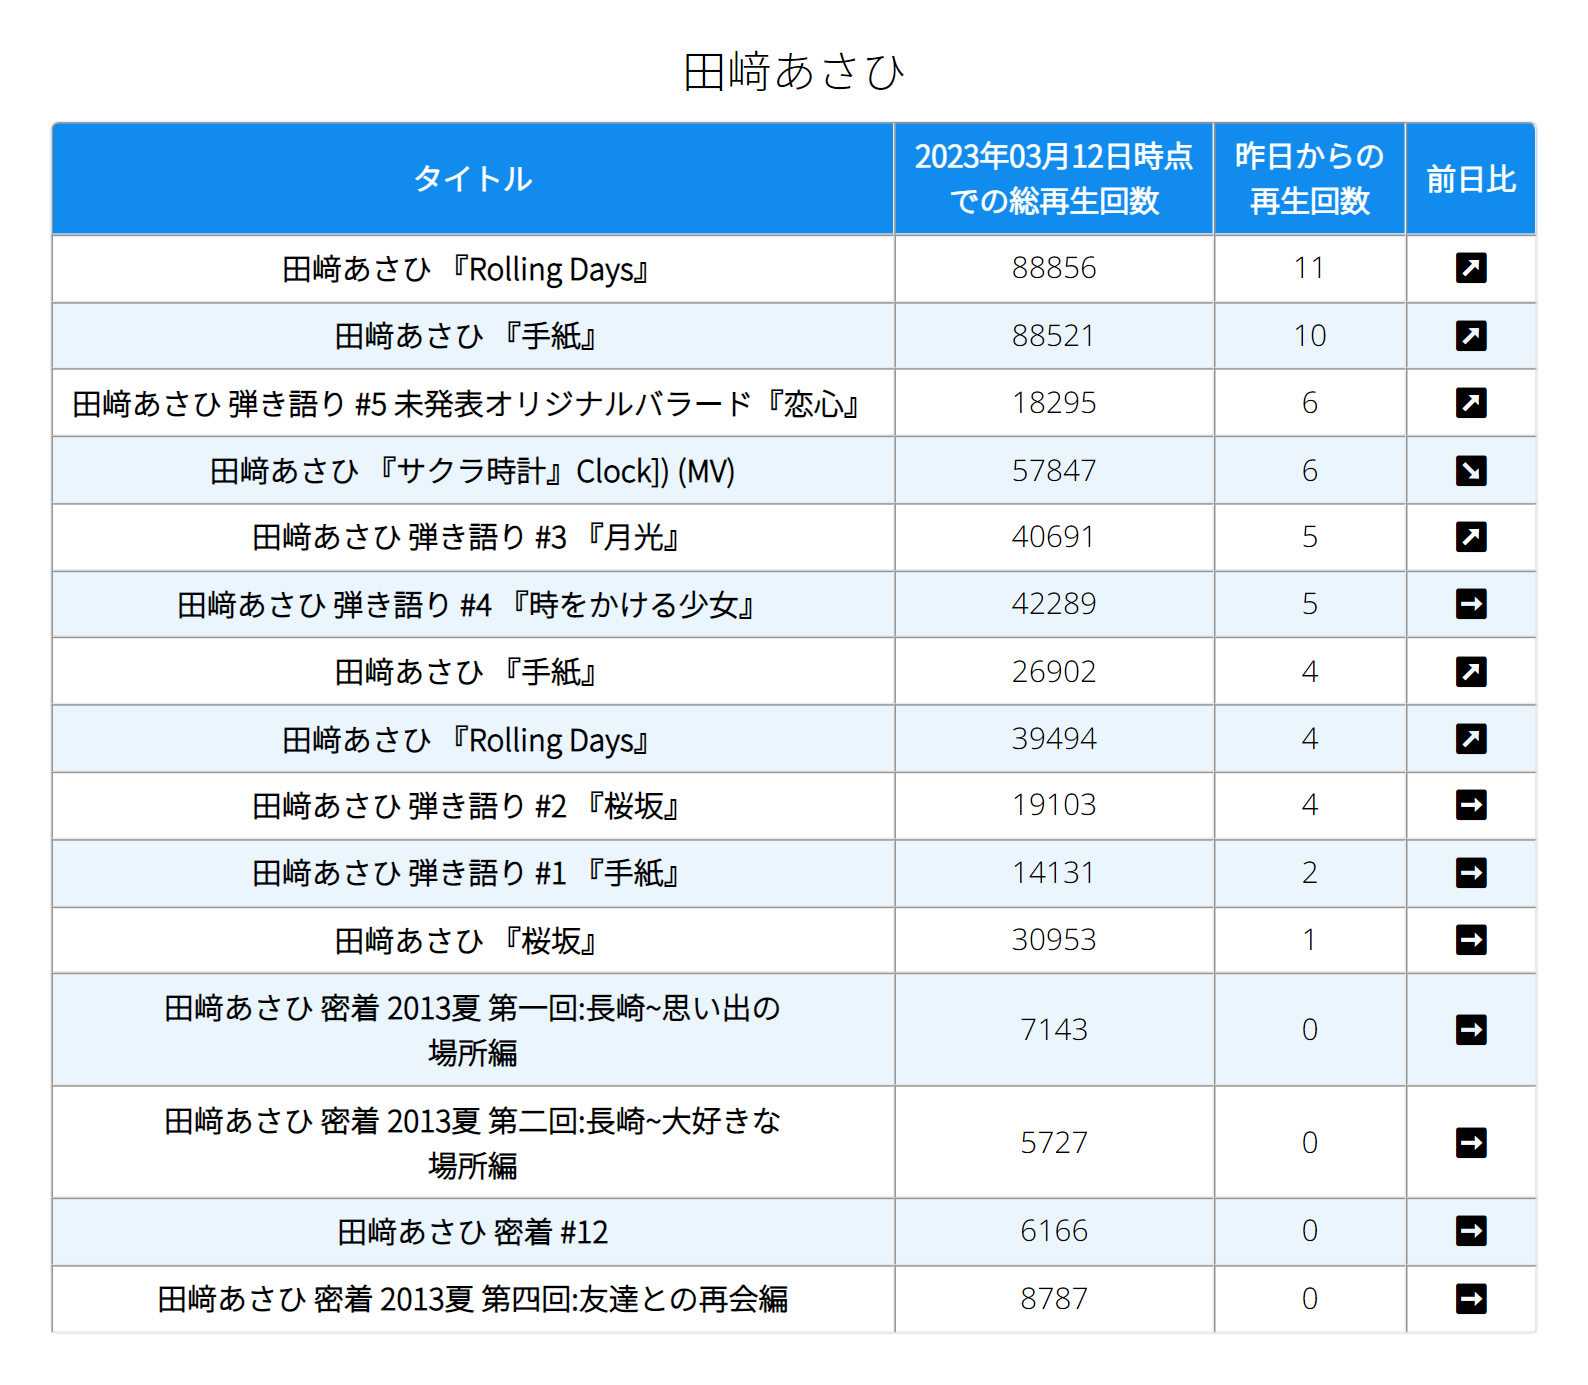 田﨑あさひ
タイトル
2023年03月12日時点
での総再生回数
昨日からの
再生回数
前日比
田﨑あさひ 『Rolling Days』 88856 11 ↗
田﨑あさひ 『手紙』 88521 10 ↗
田﨑あさひ 弾き語り #5 未発表オリジナルバラード『恋心』 18295 6 ↗
田﨑あさひ 『サクラ時計』Clock]) (MV) 57847 6 ↘
田﨑あさひ 弾き語り #3 『月光』 40691 5 ↗
田﨑あさひ 弾き語り #4 『時をかける少女』 42289 5 →
田﨑あさひ 『手紙』 26902 4 ↗
田﨑あさひ 『Rolling Days』 39494 4 ↗
田﨑あさひ 弾き語り #2 『桜坂』 19103 4 →
田﨑あさひ 弾き語り #1 『手紙』 14131 2 →
田﨑あさひ 『桜坂』 30953 1 →
田﨑あさひ 密着 2013夏 第一回:長崎~思い出の
場所編 7143 0 →
田﨑あさひ 密着 2013夏 第二回:長崎~大好きな
場所編 5727 0 →
田﨑あさひ 密着 #12 6166 0 →
田﨑あさひ 密着 2013夏 第四回:友達との再会編 8787 0 →